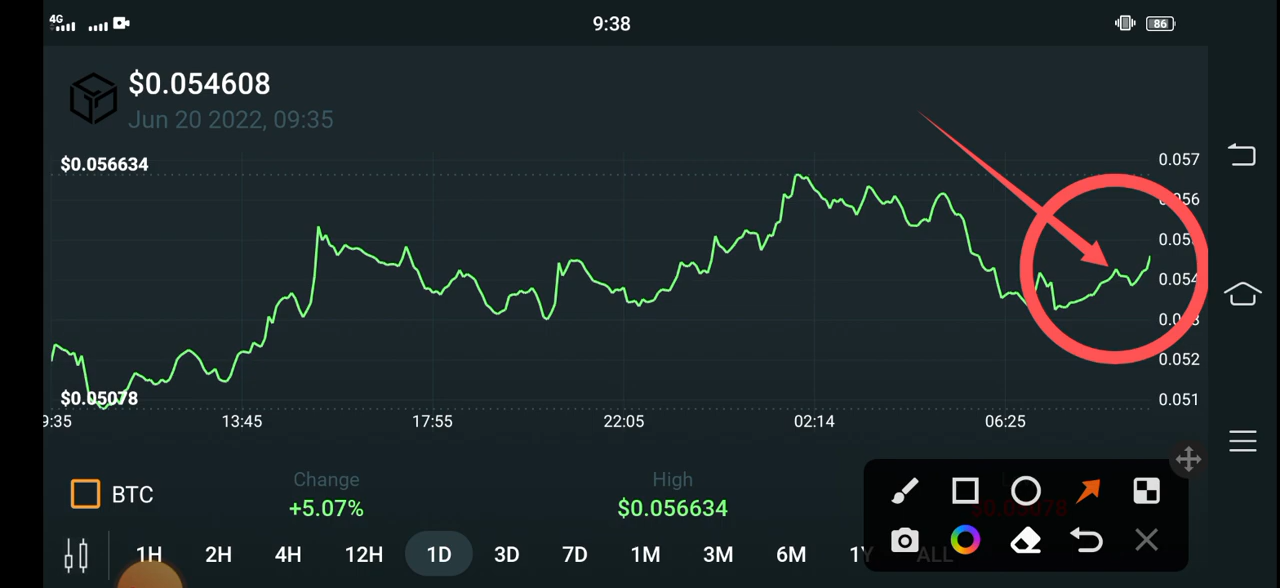 4G 9:38 86
$0.054608
Jun 20 2022, 09:35
$0.056634
0.057
0.054
0.052
$0.05078
0.051
9:35 13:45 17:55 22:05 02:14 06:25
BTC
Change
+5.07%
High
$0.056634
1H 2H 4H 12H 1D 3D 7D 1M 3M 6M 1Y ALL